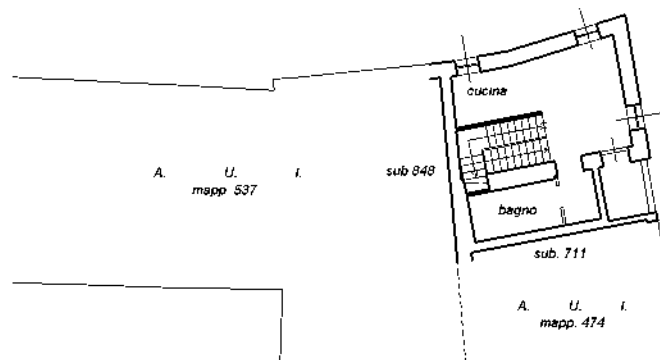 cucina
A. U. I.
mapp. 537
sub 848
bagno
sub. 711
A. U. I.
mapp. 474